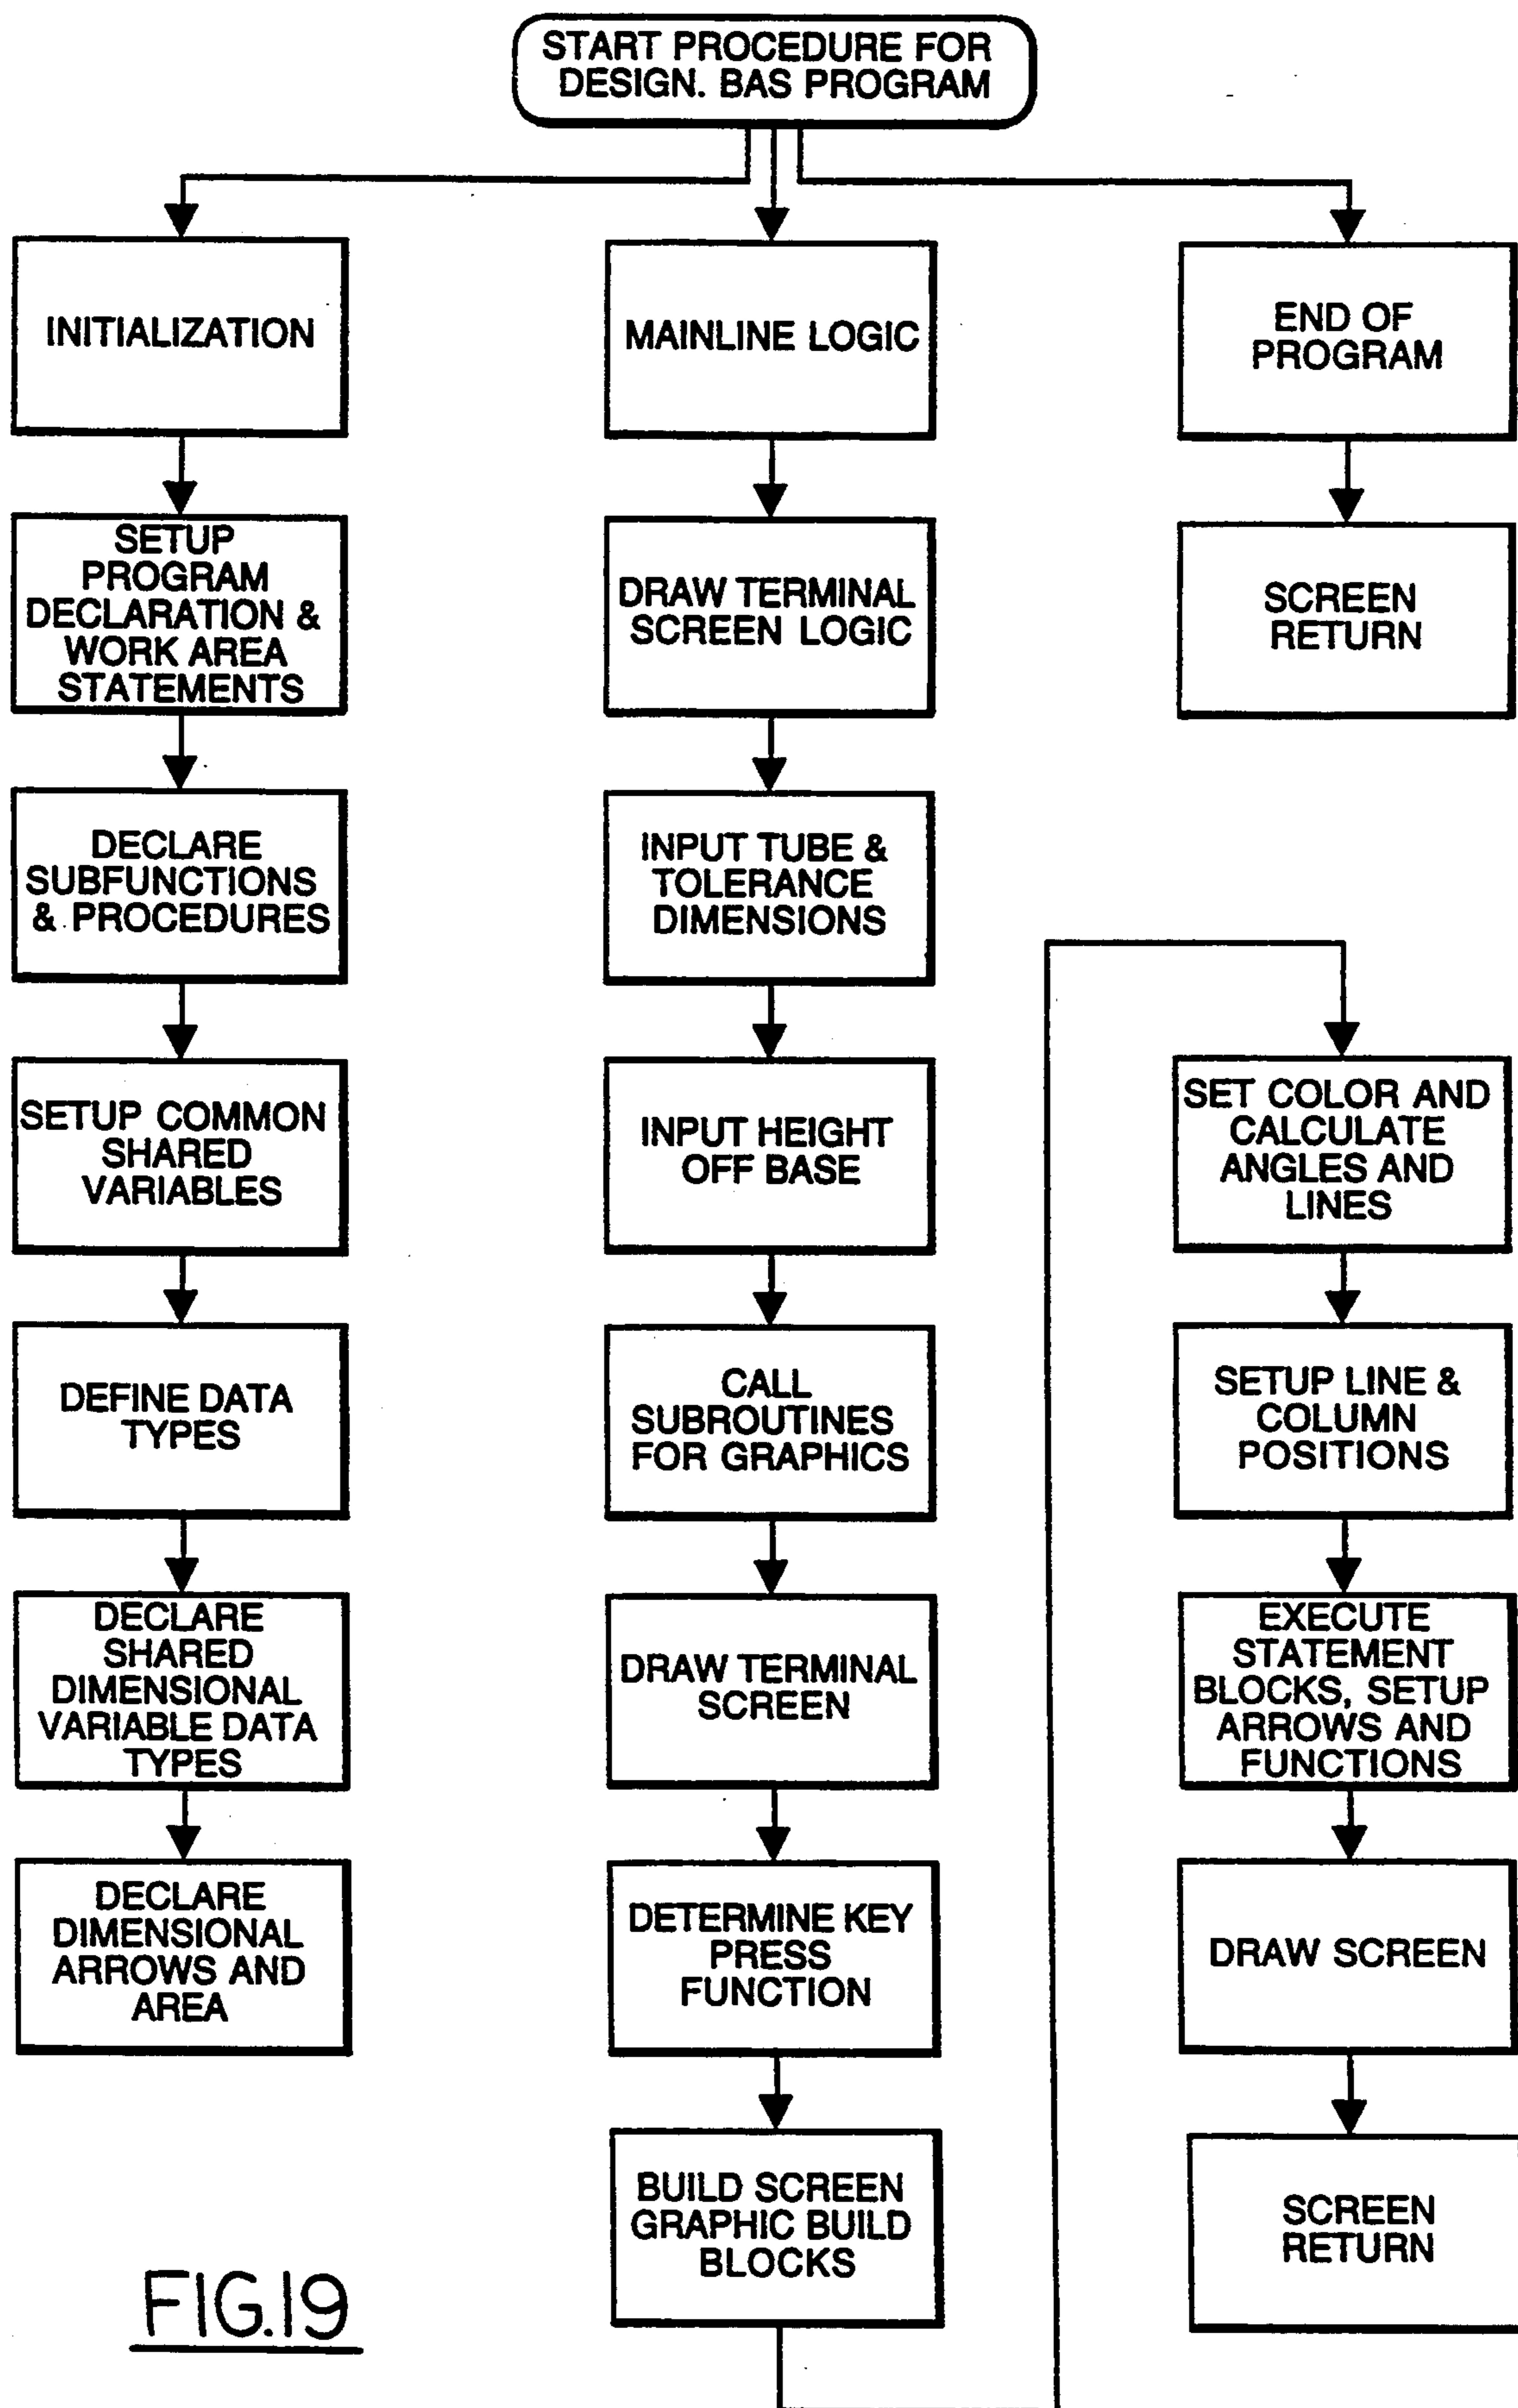 START PROCEDURE FOR
DESIGN. BAS PROGRAM
INITIALIZATION
SETUP
PROGRAM
DECLARATION &
WORK AREA
STATEMENTS
DECLARE
SUBFUNCTIONS
& PROCEDURES
SETUP COMMON
SHARED
VARIABLES
DEFINE DATA
TYPES
DECLARE
SHARED
DIMENSIONAL
VARIABLE DATA
TYPES
DECLARE
DIMENSIONAL
ARROWS AND
AREA
MAINLINE LOGIC
DRAW TERMINAL
SCREEN LOGIC
INPUT TUBE &
TOLERANCE
DIMENSIONS
INPUT HEIGHT
OFF BASE
CALL
SUBROUTINES
FOR GRAPHICS
DRAW TERMINAL
SCREEN
DETERMINE KEY
PRESS
FUNCTION
BUILD SCREEN
GRAPHIC BUILD
BLOCKS
END OF
PROGRAM
SCREEN
RETURN
SET COLOR AND
CALCULATE
ANGLES AND
LINES
SETUP LINE &
COLUMN
POSITIONS
EXECUTE
STATEMENT
BLOCKS, SETUP
ARROWS AND
FUNCTIONS
DRAW SCREEN
SCREEN
RETURN
FIG.19